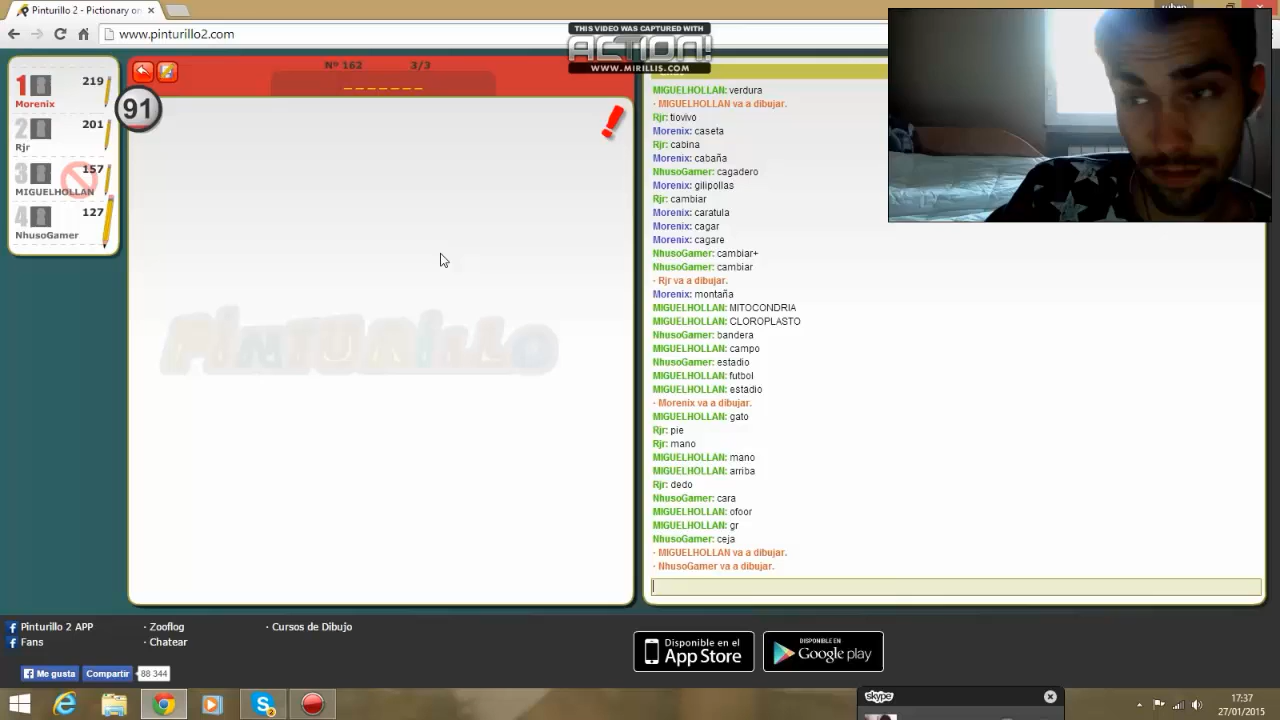 Pinturillo 2 - Pictionary on
ruben
www.pinturillo2.com
THIS VIDEO WAS CAPTURED WITH
ACTION!
WWW.MIRILLIS.COM
1 219
Morenix
2 201
Rjr
3 157
MIGUELHOLLAN
4 127
NhusoGamer
91
Nº 162 3/3
_ _ _ _ _ _ _
!
PINTURILLO
MIGUELHOLLAN: verdura
· MIGUELHOLLAN va a dibujar.
Rjr: tiovivo
Morenix: caseta
Rjr: cabina
Morenix: cabaña
NhusoGamer: cagadero
Morenix: gilipollas
Rjr: cambiar
Morenix: caratula
Morenix: cagar
Morenix: cagare
NhusoGamer: cambiar+
NhusoGamer: cambiar
· Rjr va a dibujar.
Morenix: montaña
MIGUELHOLLAN: MITOCONDRIA
MIGUELHOLLAN: CLOROPLASTO
NhusoGamer: bandera
MIGUELHOLLAN: campo
NhusoGamer: estadio
MIGUELHOLLAN: futbol
MIGUELHOLLAN: estadio
· Morenix va a dibujar.
MIGUELHOLLAN: gato
Rjr: pie
Rjr: mano
MIGUELHOLLAN: mano
MIGUELHOLLAN: arriba
Rjr: dedo
NhusoGamer: cara
MIGUELHOLLAN: ofoor
MIGUELHOLLAN: gr
NhusoGamer: ceja
· MIGUELHOLLAN va a dibujar.
· NhusoGamer va a dibujar.
Pinturillo 2 APP · Zooflog · Cursos de Dibujo
Fans · Chatear
Me gusta Compartir 88 344
Disponible en el
App Store
DISPONIBLE EN
Google play
skype
2
17:37
27/01/2015